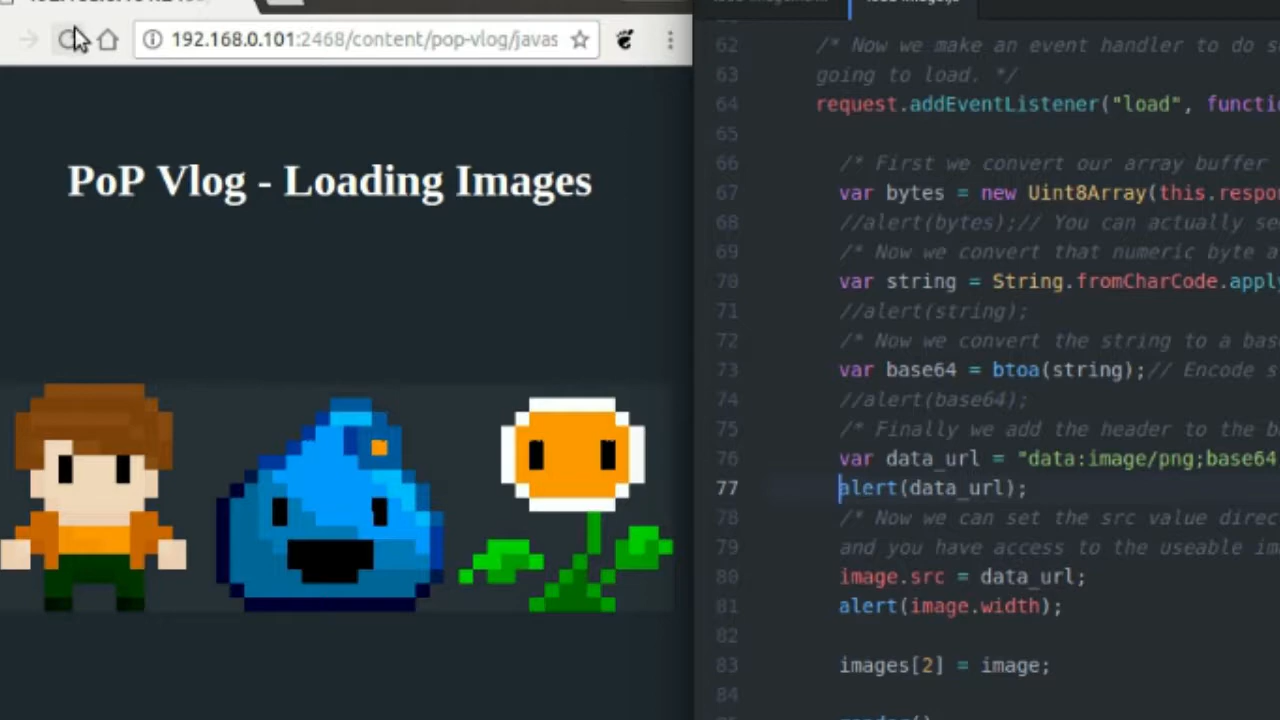 192.168.0.101:2468/content/pop-vlog/javas
PoP Vlog - Loading Images
62 /* Now we make an event handler to do s
63 going to load. */
64 request.addEventListener("load", functi
65
66 /* First we convert our array buffer
67 var bytes = new Uint8Array(this.respo
68 //alert(bytes);// You can actually se
69 /* Now we convert that numeric byte a
70 var string = String.fromCharCode.apply
71 //alert(string);
72 /* Now we convert the string to a bas
73 var base64 = btoa(string);// Encode s
74 //alert(base64);
75 /* Finally we add the header to the b
76 var data_url = "data:image/png;base64
77 alert(data_url);
78 /* Now we can set the src value direc
79 and you have access to the useable im
80 image.src = data_url;
81 alert(image.width);
82
83 images[2] = image;
84